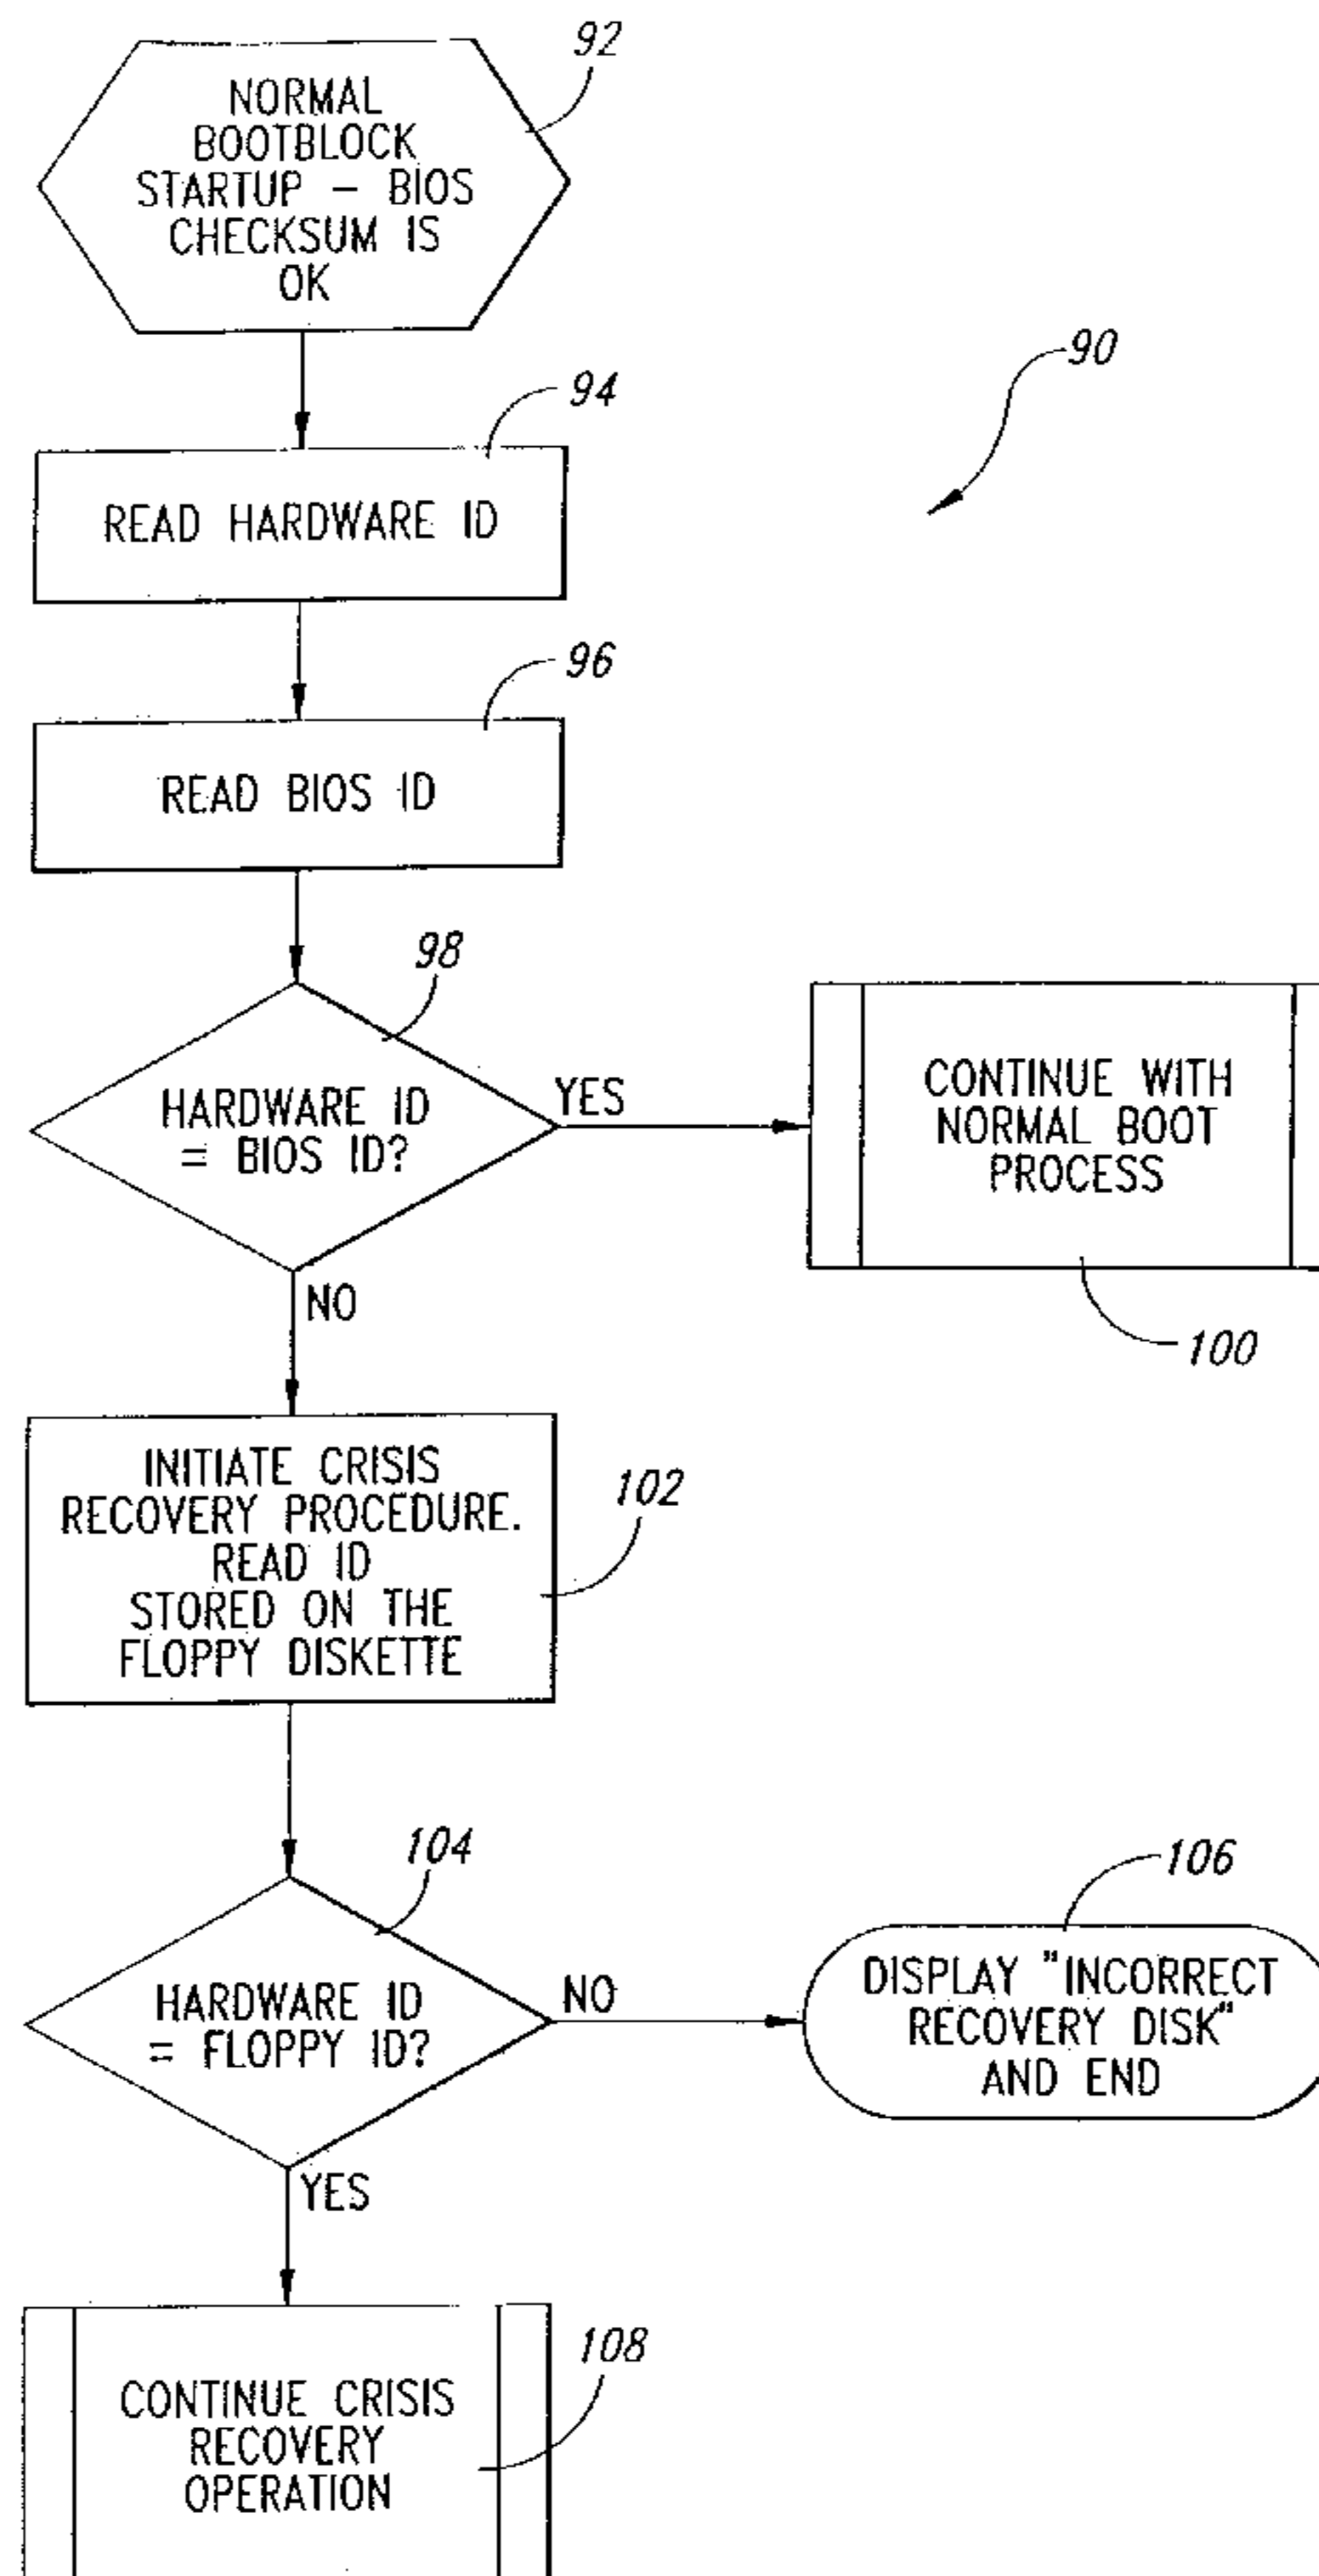 92
NORMAL
BOOTBLOCK
STARTUP – BIOS
CHECKSUM IS
OK
90
94
READ HARDWARE ID
96
READ BIOS ID
98
HARDWARE ID
= BIOS ID?
YES
CONTINUE WITH
NORMAL BOOT
PROCESS
100
NO
INITIATE CRISIS
RECOVERY PROCEDURE.
READ ID
STORED ON THE
FLOPPY DISKETTE
102
104
HARDWARE ID
= FLOPPY ID?
NO
106
DISPLAY "INCORRECT
RECOVERY DISK"
AND END
YES
108
CONTINUE CRISIS
RECOVERY
OPERATION